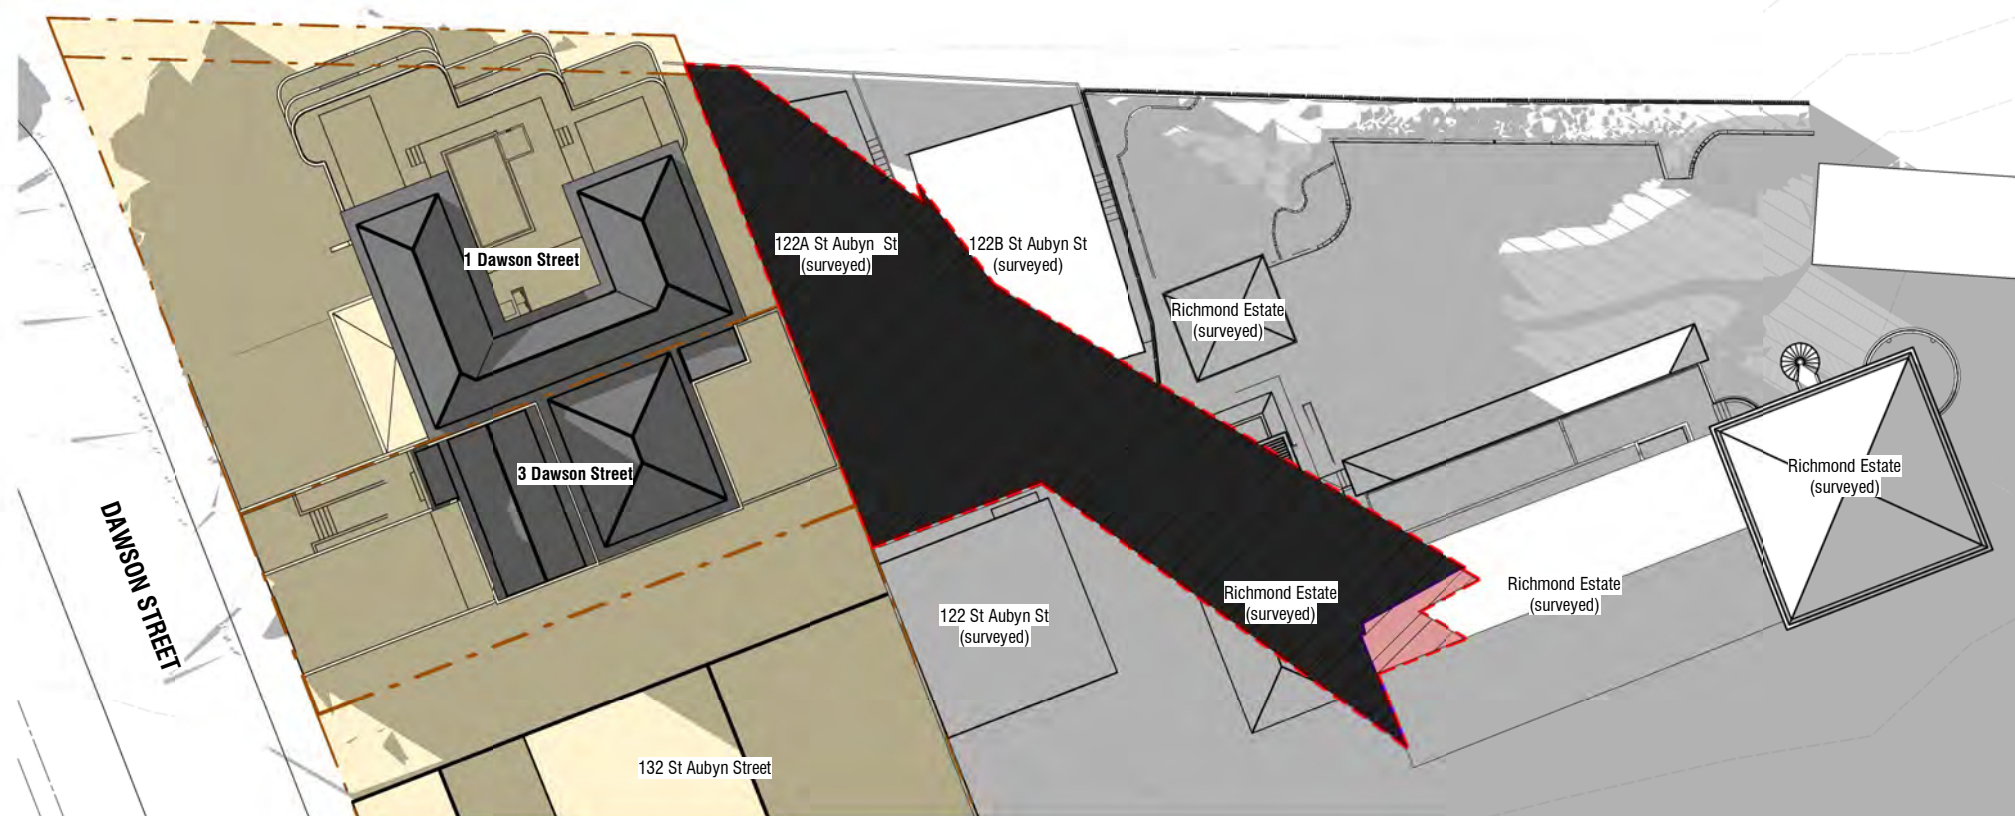 1 Dawson Street
122A St Aubyn St
(surveyed)
122B St Aubyn St
(surveyed)
Richmond Estate
(surveyed)
3 Dawson Street
Richmond Estate
(surveyed)
DAWSON STREET
122 St Aubyn St
(surveyed)
Richmond Estate
(surveyed)
Richmond Estate
(surveyed)
132 St Aubyn Street